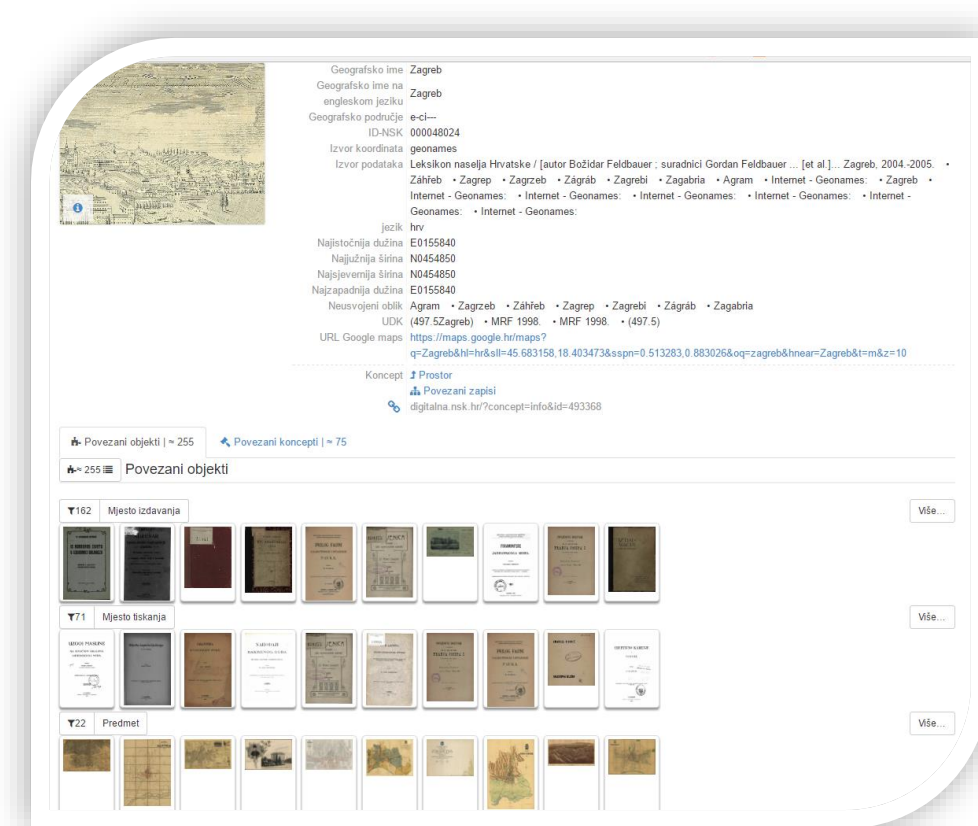 Geografsko ime Zagreb
Geografsko ime na engleskom jeziku Zagreb
Geografsko područje e-ci---
ID-NSK 000048024
Izvor koordinata geonames
Izvor podataka Leksikon naselja Hrvatske / [autor Božidar Feldbauer ; suradnici Gordan Feldbauer ... [et al.]... Zagreb, 2004.-2005. •
Záhřeb • Zagrep • Zagrzeb • Zágráb • Zagrebi • Zagabria • Agram • Internet - Geonames: • Zagreb •
Internet - Geonames: • Internet - Geonames: • Internet - Geonames: • Internet - Geonames: • Internet -
Geonames: • Internet - Geonames:
jezik hrv
Najistočnija dužina E0155840
Najjužnija širina N0454850
Najsjevernija širina N0454850
Najzapadnija dužina E0155840
Neusvojeni oblik Agram • Zagrzeb • Záhřeb • Zagrep • Zagrebi • Zágráb • Zagabria
UDK (497.5Zagreb) • MRF 1998. • MRF 1998. • (497.5)
URL Google maps https://maps.google.hr/maps?
q=Zagreb&hl=hr&sll=45.683158,18.403473&sspn=0.513283,0.883026&oq=zagreb&hnear=Zagreb&t=m&z=10
Koncept Prostor
Povezani zapisi
digitalna.nsk.hr/?concept=info&id=493368
Povezani objekti | ≈ 255 Povezani koncepti | ≈ 75
≈ 255 Povezani objekti
162 Mjesto izdavanja Više...
71 Mjesto tiskanja Više...
22 Predmet Više...